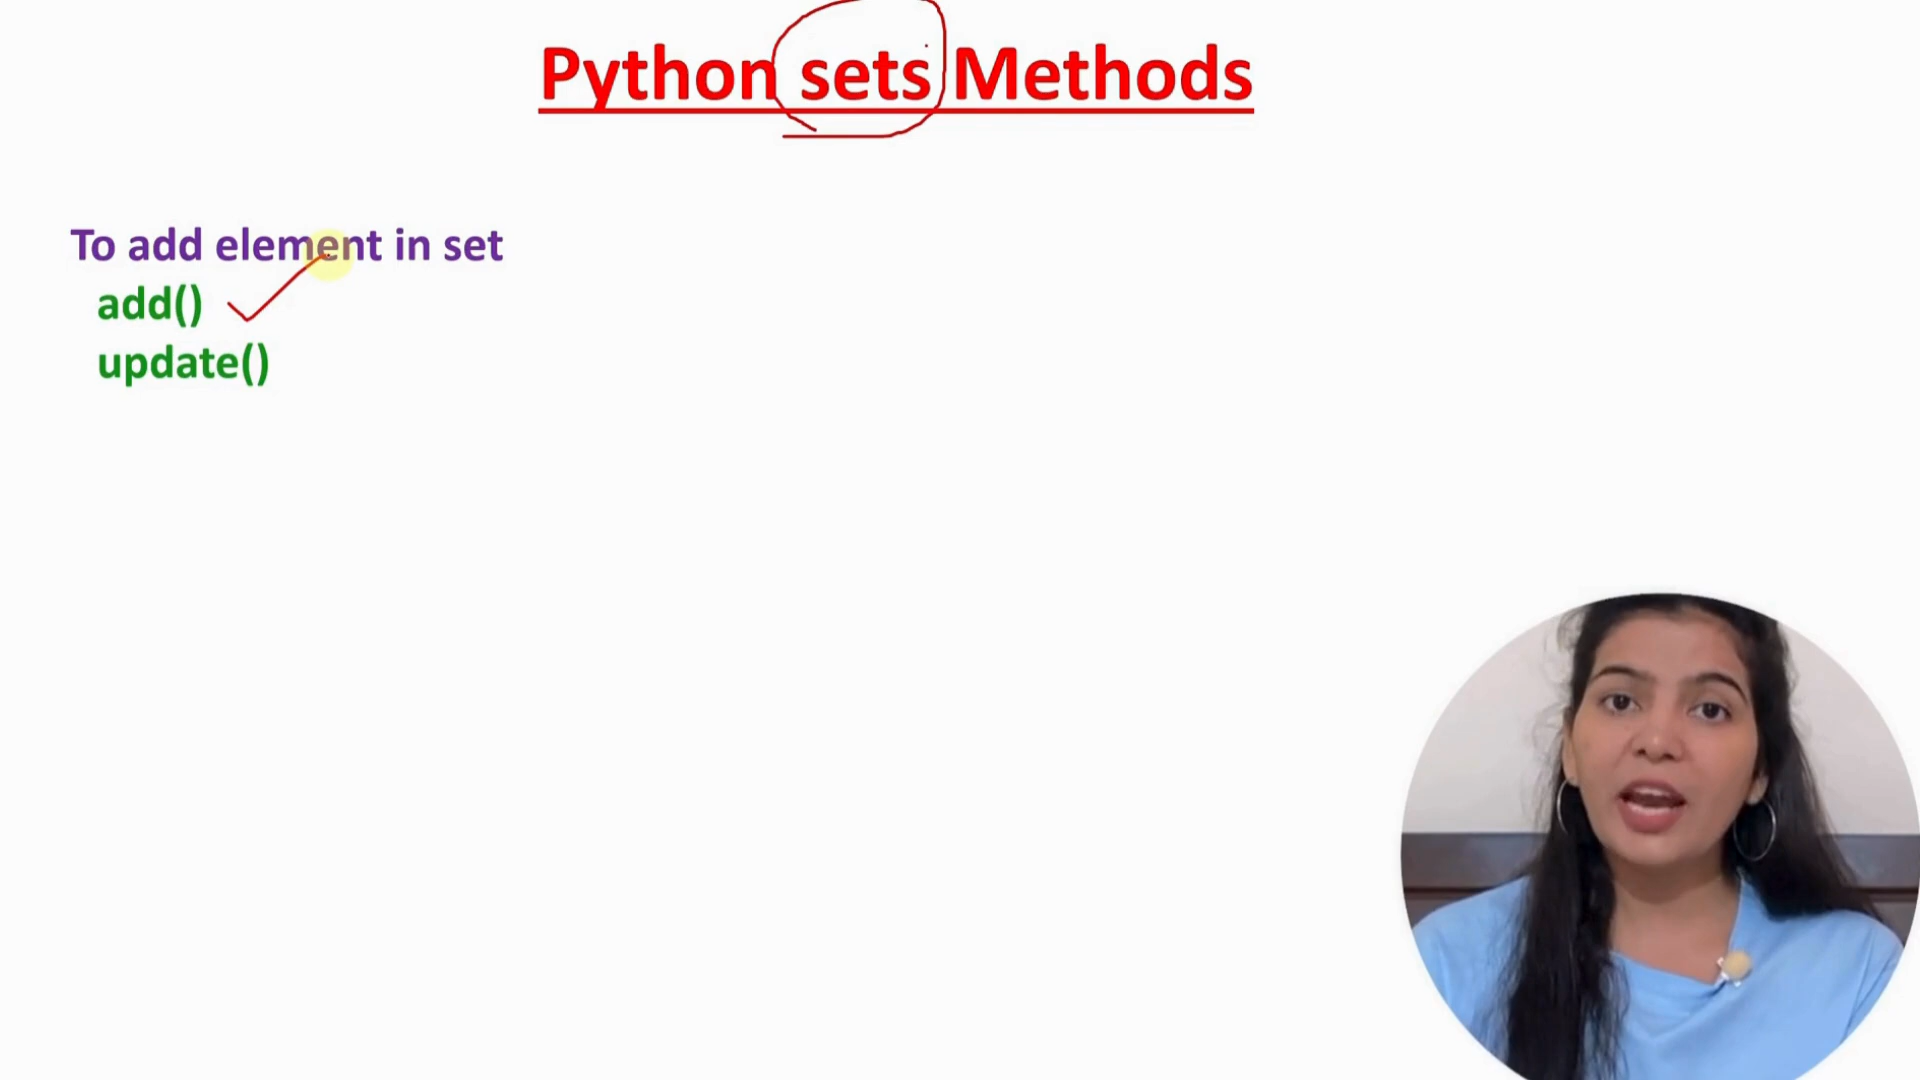 Python sets Methods
To add element in set
add()
update()